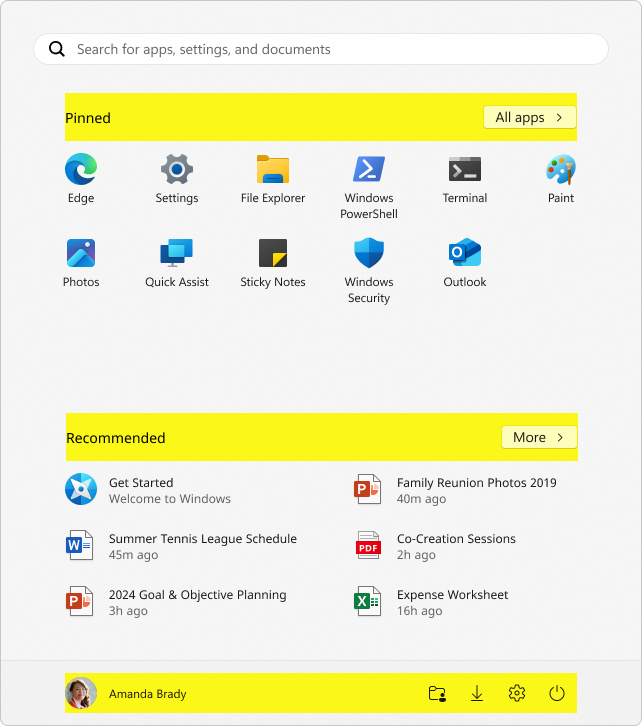 Search for apps, settings, and documents
Pinned
All apps
Edge
Settings
File Explorer
Windows
PowerShell
Terminal
Paint
Photos
Quick Assist
Sticky Notes
Windows
Security
Outlook
Recommended
More
Get Started
Welcome to Windows
Family Reunion Photos 2019
40m ago
Summer Tennis League Schedule
45m ago
PDF
Co-Creation Sessions
2h ago
2024 Goal & Objective Planning
3h ago
Expense Worksheet
16h ago
Amanda Brady